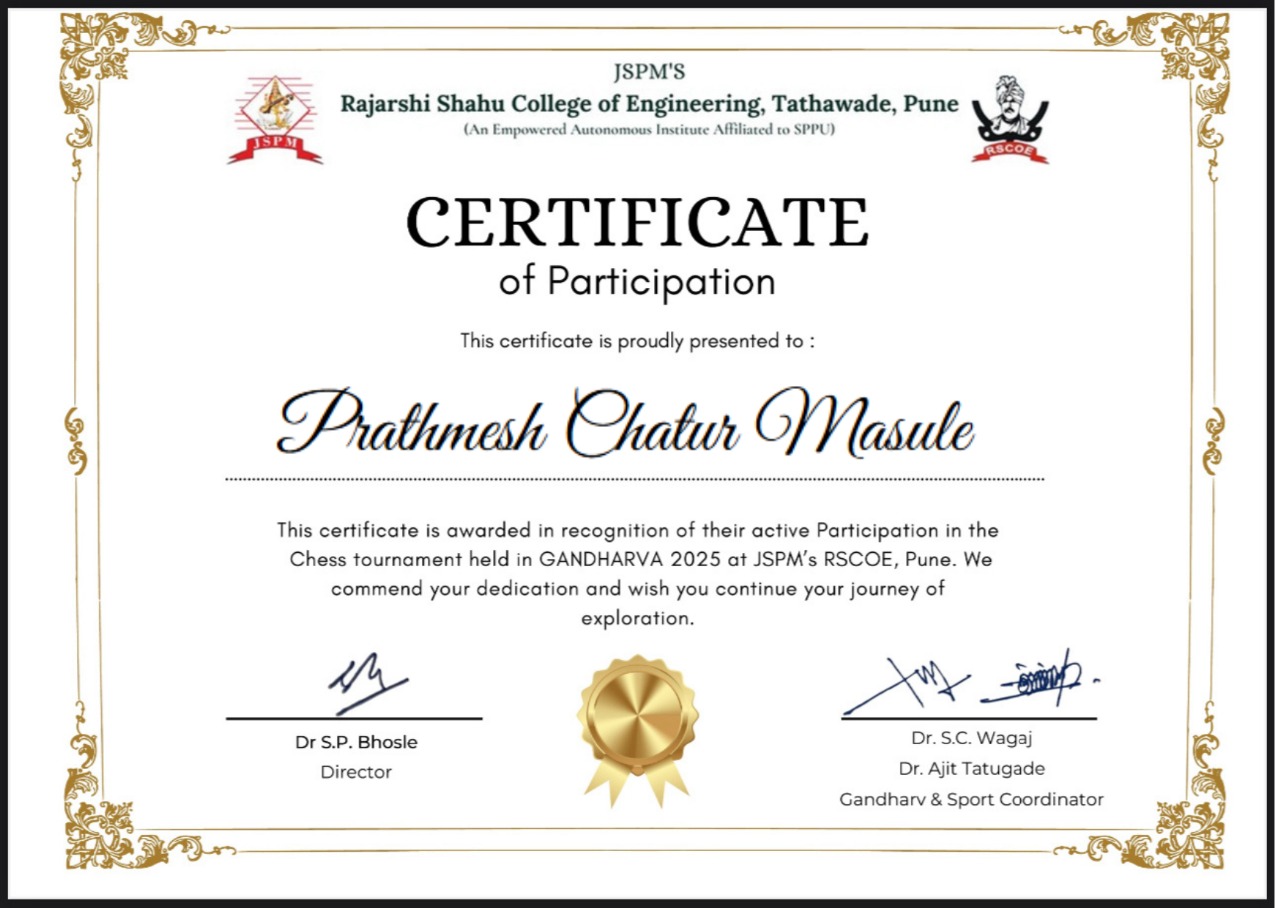 JSPM'S
Rajarshi Shahu College of Engineering, Tathawade, Pune
(An Empowered Autonomous Institute Affiliated to SPPU)
JSPM
RSCOE
CERTIFICATE
of Participation
This certificate is proudly presented to :
Prathmesh Chatur Masule
This certificate is awarded in recognition of their active Participation in the
Chess tournament held in GANDHARVA 2025 at JSPM’s RSCOE, Pune. We
commend your dedication and wish you continue your journey of
exploration.
Dr S.P. Bhosle
Director
Dr. S.C. Wagaj
Dr. Ajit Tatugade
Gandharv & Sport Coordinator